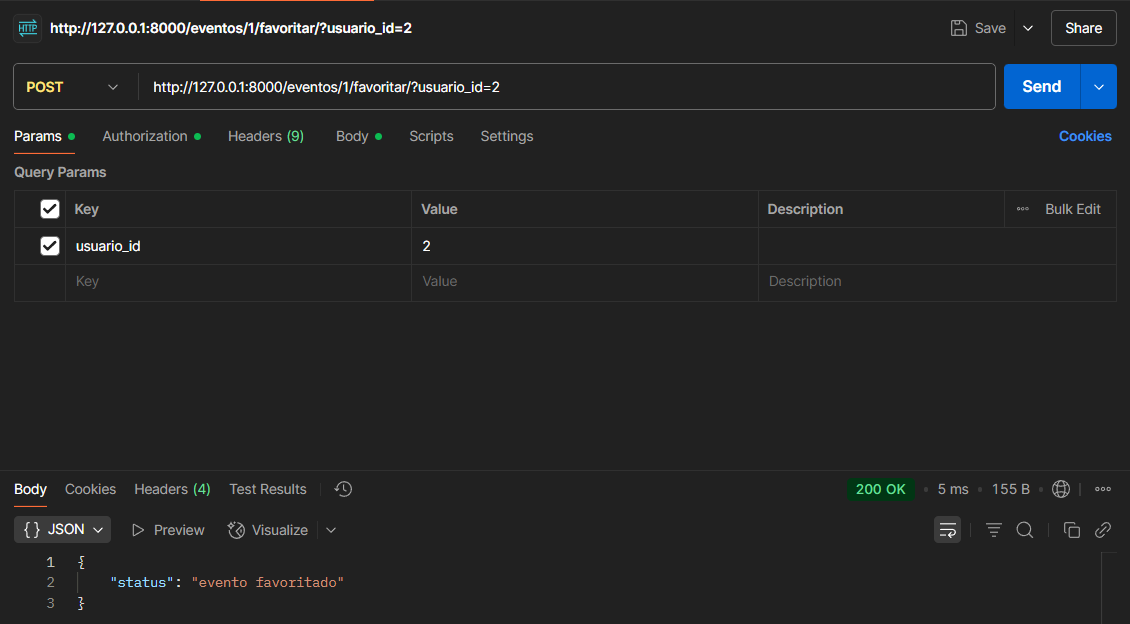 HTTP http://127.0.0.1:8000/eventos/1/favoritar/?usuario_id=2 Save Share
POST http://127.0.0.1:8000/eventos/1/favoritar/?usuario_id=2 Send
Params Authorization Headers (9) Body Scripts Settings Cookies
Query Params
Key Value Description Bulk Edit
usuario_id 2
Key Value Description
Body Cookies Headers (4) Test Results 200 OK • 5 ms • 155 B •
{} JSON Preview Visualize
1 {
2 "status": "evento favoritado"
3 }